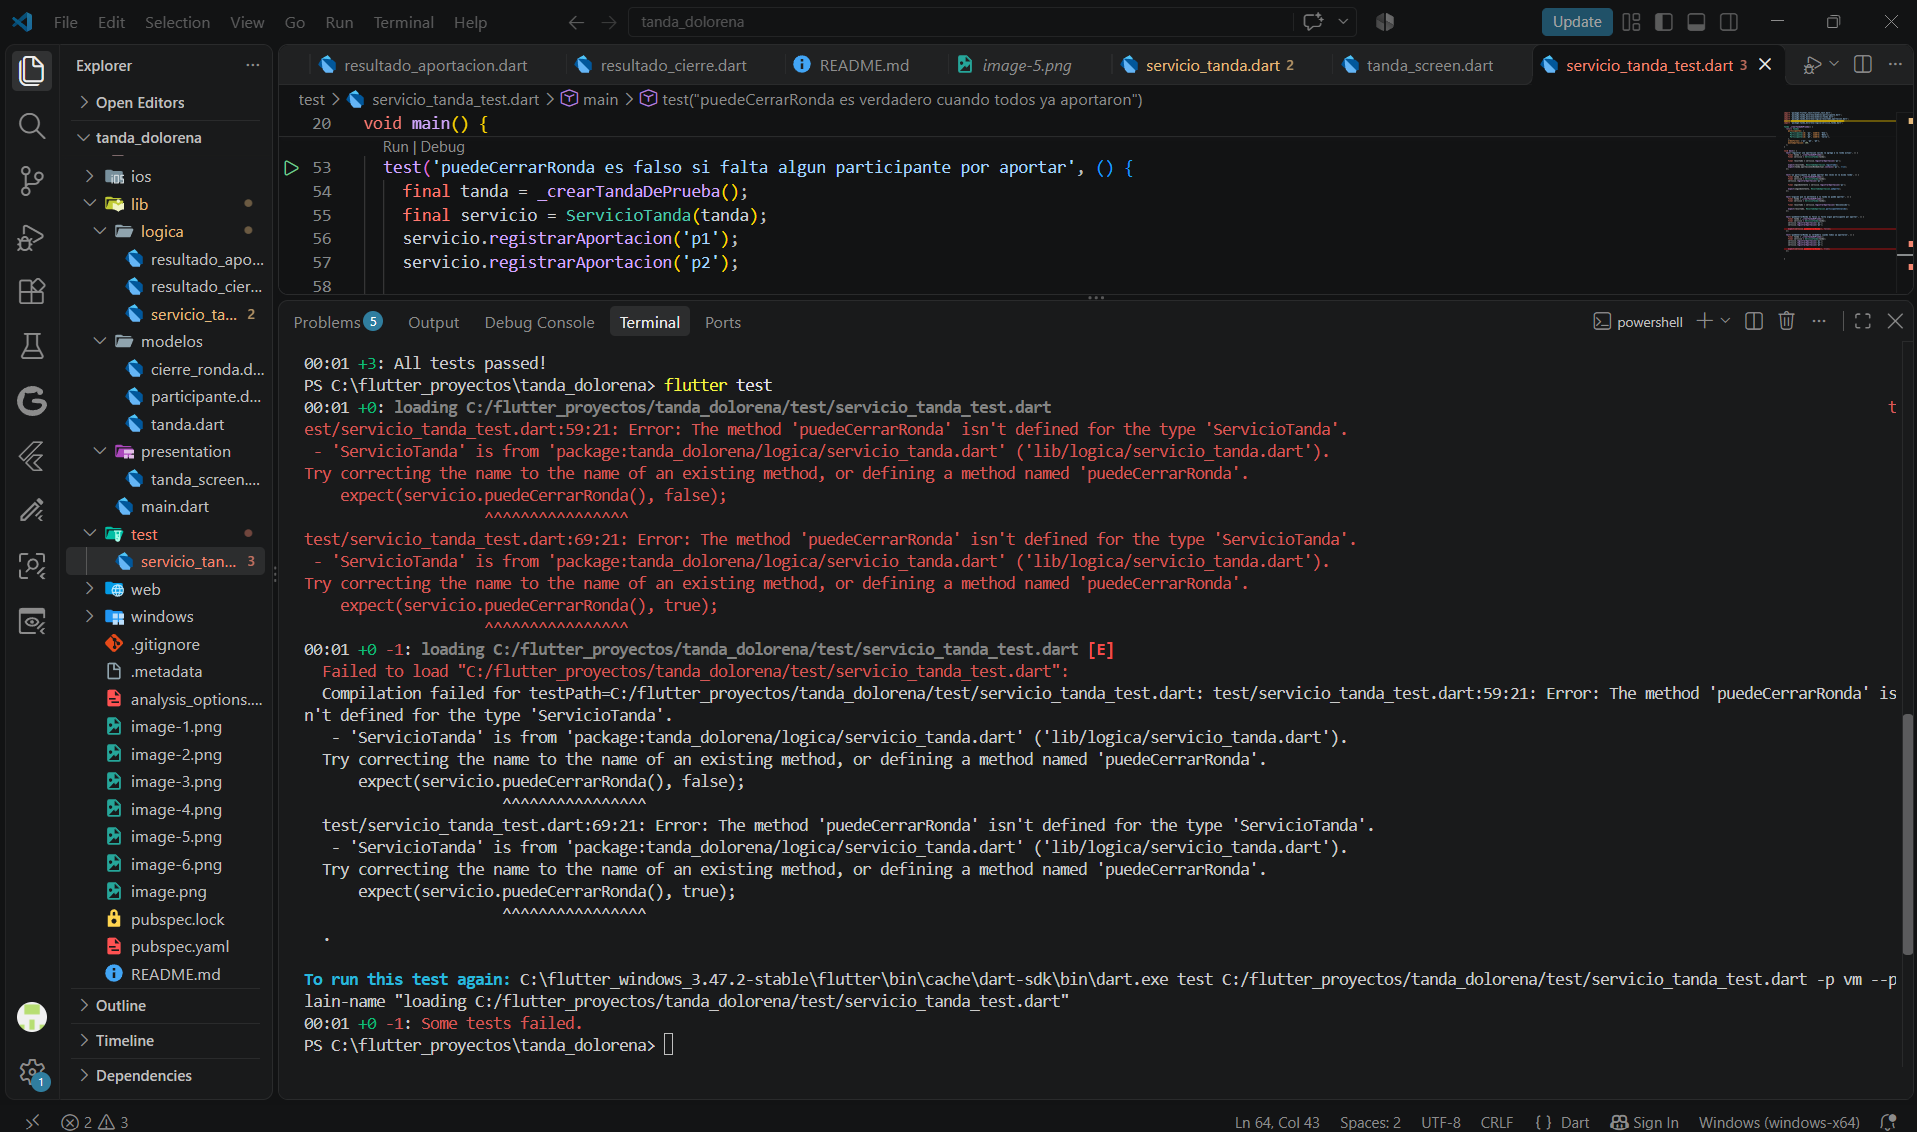 File Edit Selection View Go Run Terminal Help
tanda_dolorena
Update
Explorer
Open Editors
tanda_dolorena
ios
lib
logica
resultado_apo...
resultado_cier...
servicio_ta... 2
modelos
cierre_ronda.d...
participante.d...
tanda.dart
presentation
tanda_screen....
main.dart
test
servicio_tan... 3
web
windows
.gitignore
.metadata
analysis_options....
image-1.png
image-2.png
image-3.png
image-4.png
image-5.png
image-6.png
image.png
pubspec.lock
pubspec.yaml
README.md
Outline
Timeline
Dependencies
resultado_aportacion.dart resultado_cierre.dart README.md image-5.png servicio_tanda.dart 2 tanda_screen.dart servicio_tanda_test.dart 3
test > servicio_tanda_test.dart > main > test("puedeCerrarRonda es verdadero cuando todos ya aportaron")
20 void main() {
Run | Debug
53 test('puedeCerrarRonda es falso si falta algun participante por aportar', () {
54 final tanda = _crearTandaDePrueba();
55 final servicio = ServicioTanda(tanda);
56 servicio.registrarAportacion('p1');
57 servicio.registrarAportacion('p2');
58
Problems 5 Output Debug Console Terminal Ports
powershell
00:01 +3: All tests passed!
PS C:\flutter_proyectos\tanda_dolorena> flutter test
00:01 +0: loading C:/flutter_proyectos/tanda_dolorena/test/servicio_tanda_test.dart t
est/servicio_tanda_test.dart:59:21: Error: The method 'puedeCerrarRonda' isn't defined for the type 'ServicioTanda'.
- 'ServicioTanda' is from 'package:tanda_dolorena/logica/servicio_tanda.dart' ('lib/logica/servicio_tanda.dart').
Try correcting the name to the name of an existing method, or defining a method named 'puedeCerrarRonda'.
expect(servicio.puedeCerrarRonda(), false);
^^^^^^^^^^^^^^^^
test/servicio_tanda_test.dart:69:21: Error: The method 'puedeCerrarRonda' isn't defined for the type 'ServicioTanda'.
- 'ServicioTanda' is from 'package:tanda_dolorena/logica/servicio_tanda.dart' ('lib/logica/servicio_tanda.dart').
Try correcting the name to the name of an existing method, or defining a method named 'puedeCerrarRonda'.
expect(servicio.puedeCerrarRonda(), true);
^^^^^^^^^^^^^^^^
00:01 +0 -1: loading C:/flutter_proyectos/tanda_dolorena/test/servicio_tanda_test.dart [E]
Failed to load "C:/flutter_proyectos/tanda_dolorena/test/servicio_tanda_test.dart":
Compilation failed for testPath=C:/flutter_proyectos/tanda_dolorena/test/servicio_tanda_test.dart: test/servicio_tanda_test.dart:59:21: Error: The method 'puedeCerrarRonda' is
n't defined for the type 'ServicioTanda'.
- 'ServicioTanda' is from 'package:tanda_dolorena/logica/servicio_tanda.dart' ('lib/logica/servicio_tanda.dart').
Try correcting the name to the name of an existing method, or defining a method named 'puedeCerrarRonda'.
expect(servicio.puedeCerrarRonda(), false);
^^^^^^^^^^^^^^^^
test/servicio_tanda_test.dart:69:21: Error: The method 'puedeCerrarRonda' isn't defined for the type 'ServicioTanda'.
- 'ServicioTanda' is from 'package:tanda_dolorena/logica/servicio_tanda.dart' ('lib/logica/servicio_tanda.dart').
Try correcting the name to the name of an existing method, or defining a method named 'puedeCerrarRonda'.
expect(servicio.puedeCerrarRonda(), true);
^^^^^^^^^^^^^^^^
.
To run this test again: C:\flutter_windows_3.47.2-stable\flutter\bin\cache\dart-sdk\bin\dart.exe test C:/flutter_proyectos/tanda_dolorena/test/servicio_tanda_test.dart -p vm --p
lain-name "loading C:/flutter_proyectos/tanda_dolorena/test/servicio_tanda_test.dart"
00:01 +0 -1: Some tests failed.
PS C:\flutter_proyectos\tanda_dolorena>
1
2 3
Ln 64, Col 43 Spaces: 2 UTF-8 CRLF { } Dart Sign In Windows (windows-x64)